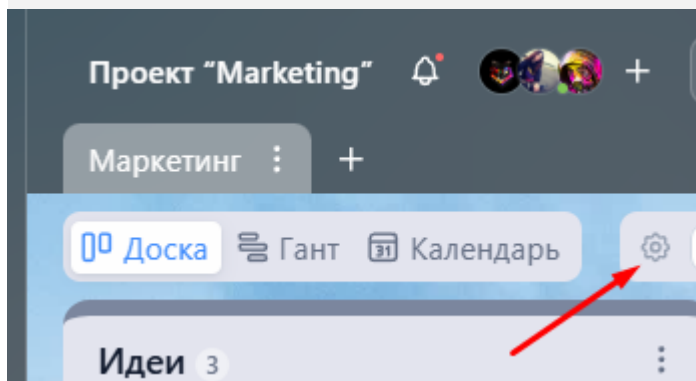 Проект “Marketing”
Маркетинг
Доска Гант 31 Календарь
Идеи 3